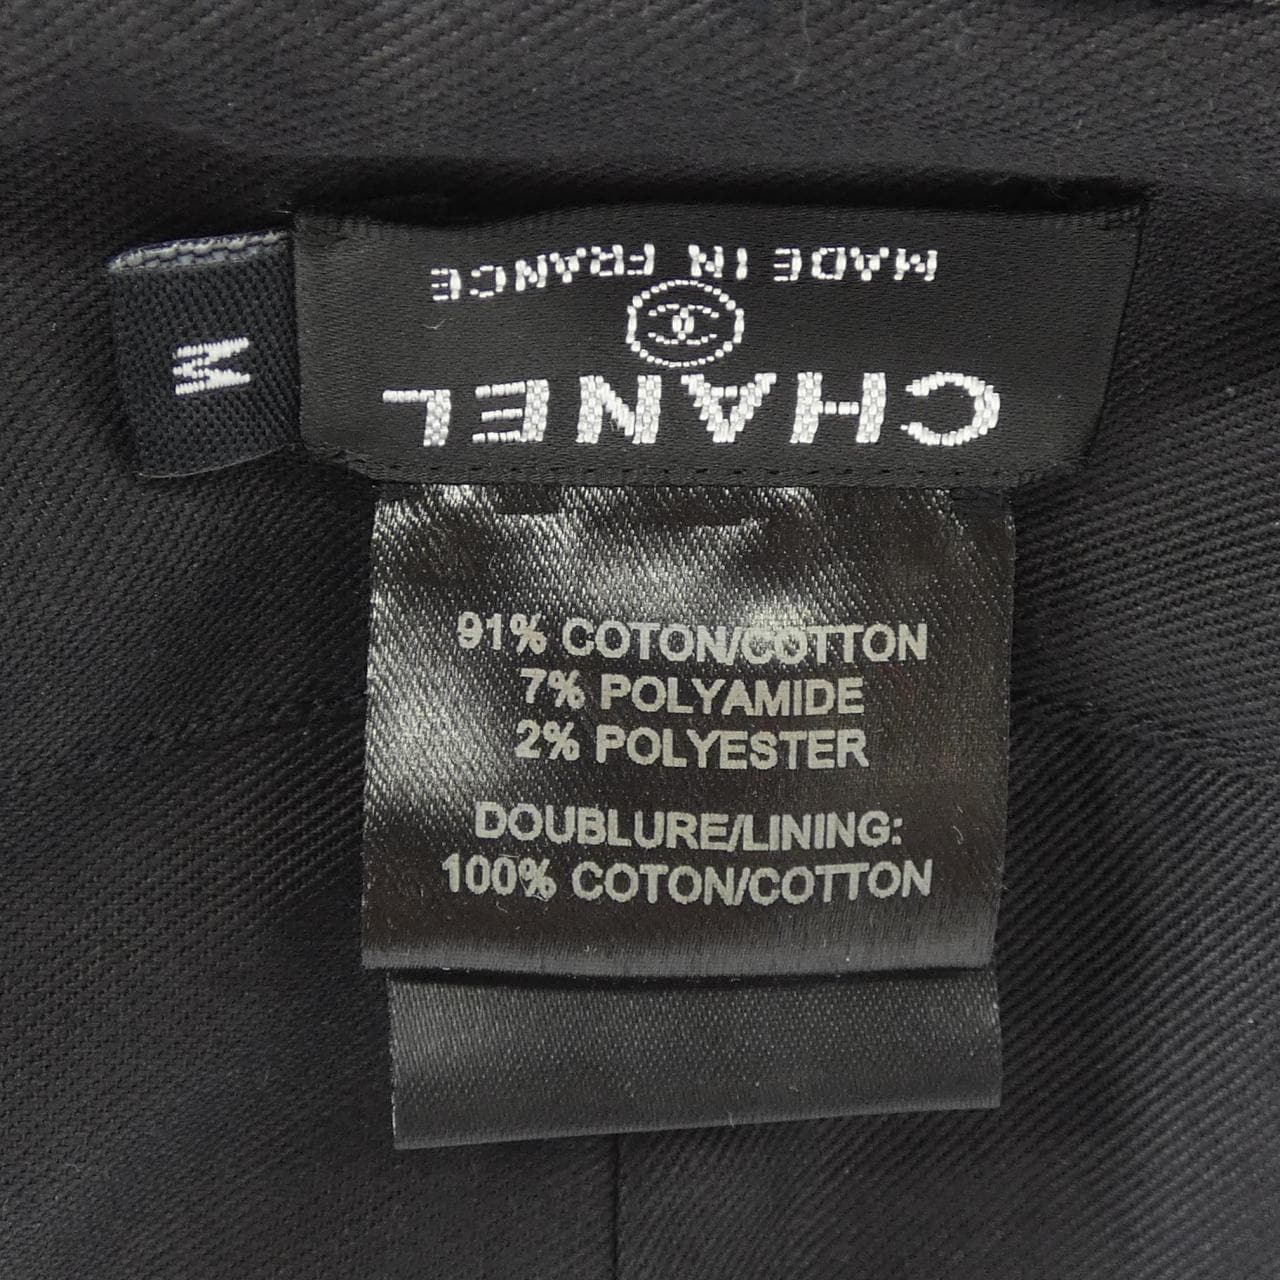 CHANEL
MADE IN FRANCE
M
91% COTON/COTTON
7% POLYAMIDE
2% POLYESTER
DOUBLURE/LINING:
100% COTON/COTTON